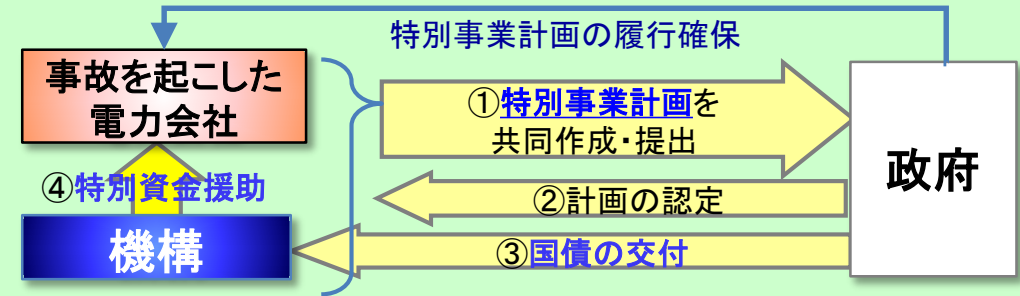 特別事業計画の履行確保
事故を起こした
電力会社
①特別事業計画を
共同作成・提出
政府
④特別資金援助
②計画の認定
機構
③国債の交付